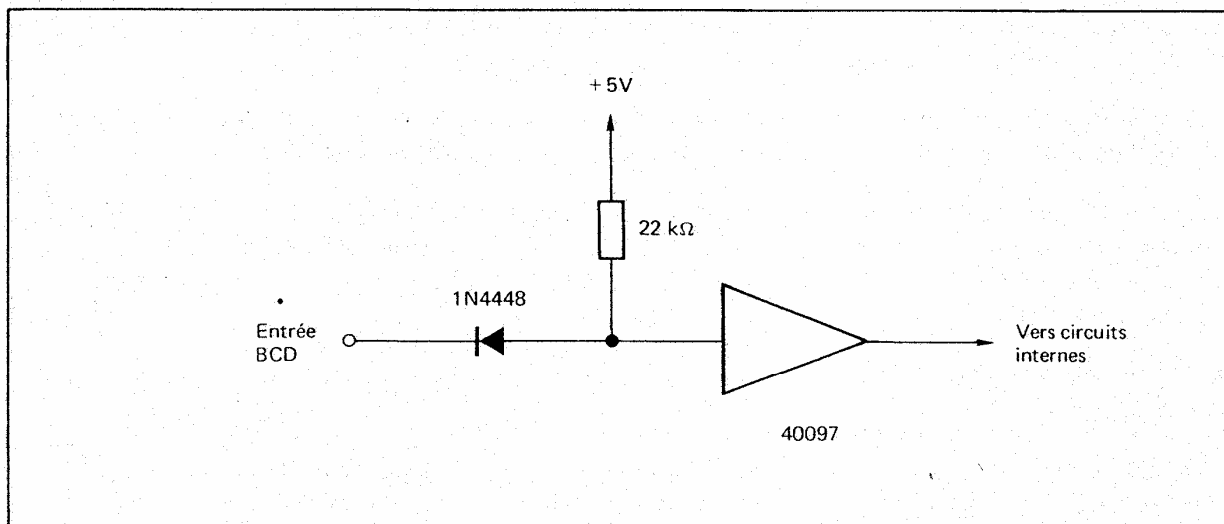 + 5V
22 kΩ
1N4448
Entrée
BCD
Vers circuits
internes
40097